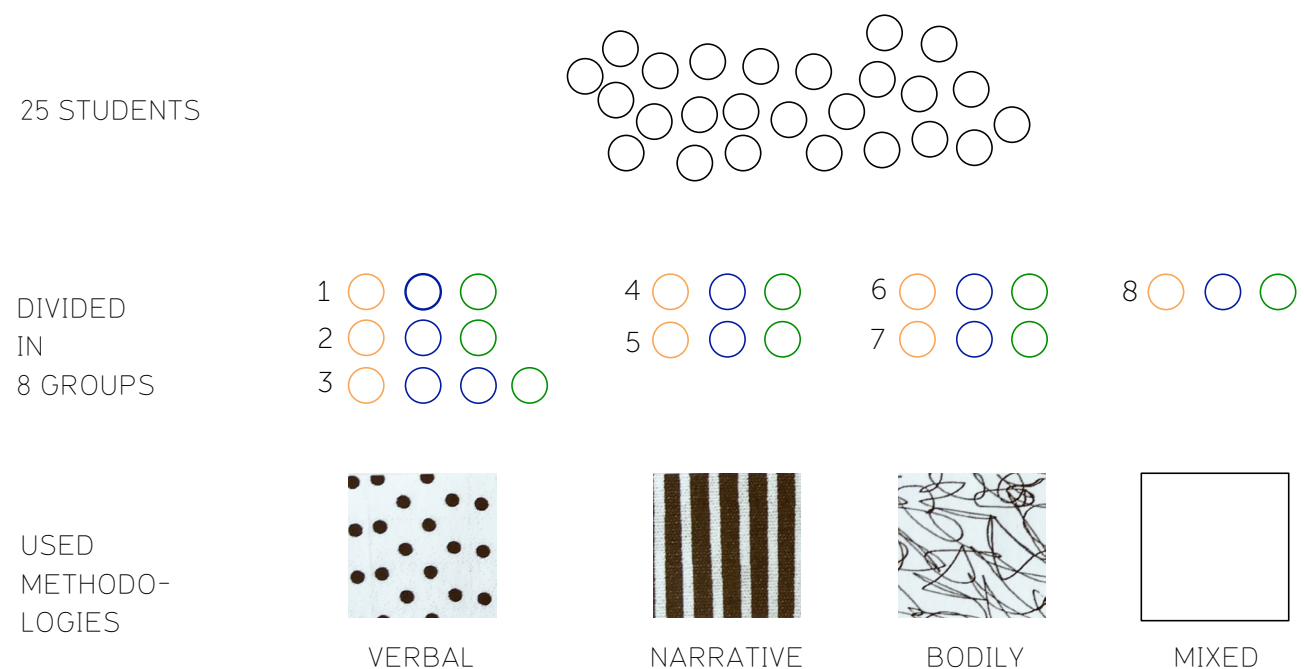 25 STUDENTS
DIVIDED
IN
8 GROUPS
1
2
3
4
5
6
7
8
USED
METHODO-
LOGIES
VERBAL
NARRATIVE
BODILY
MIXED